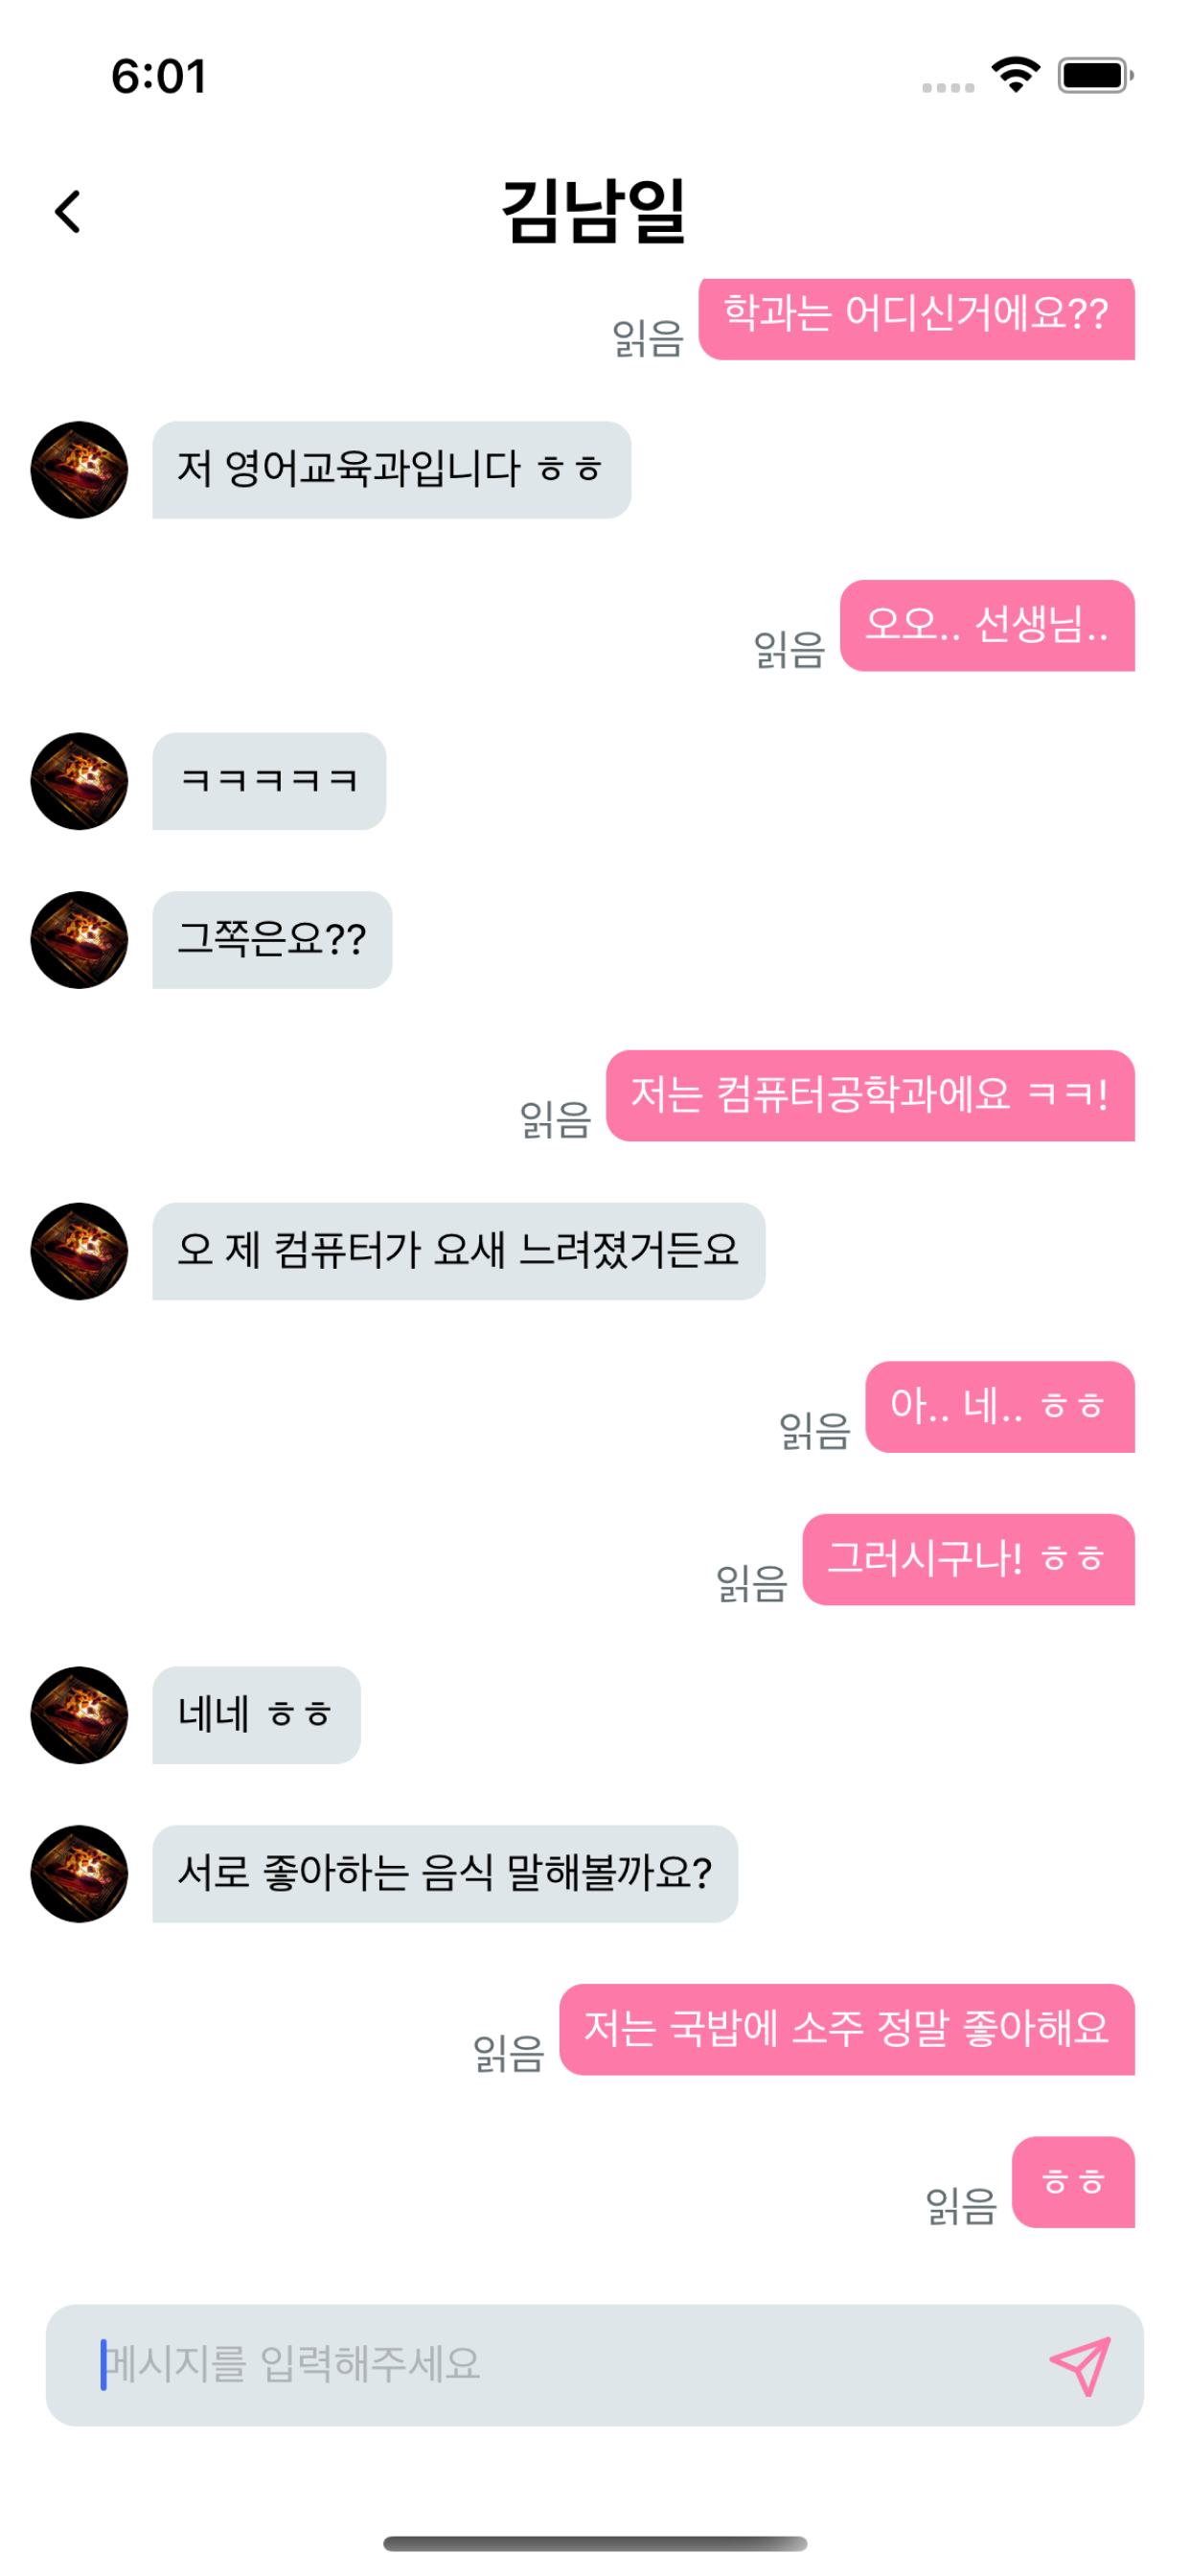 6:01
김남일
학과는 어디신거에요??
읽음
저 영어교육과입니다 ㅎㅎ
오오.. 선생님..
읽음
ㅋㅋㅋㅋㅋ
그쪽은요??
저는 컴퓨터공학과에요 ㅋㅋ!
읽음
오 제 컴퓨터가 요새 느려졌거든요
아.. 네.. ㅎㅎ
읽음
그러시구나! ㅎㅎ
읽음
네네 ㅎㅎ
서로 좋아하는 음식 말해볼까요?
저는 국밥에 소주 정말 좋아해요
읽음
ㅎㅎ
읽음
메시지를 입력해주세요